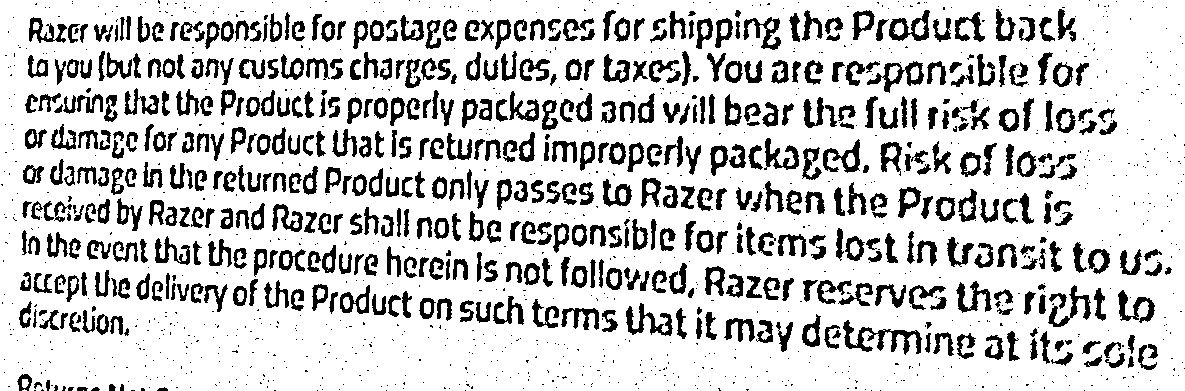 Razer will be responsible for postage expenses for shipping the Product back
to you (but not any customs charges, duties, or taxes). You are responsible for
ensuring that the Product is properly packaged and will bear the full risk of loss
or damage for any Product that is returned improperly packaged. Risk of loss
or damage in the returned Product only passes to Razer when the Product is
received by Razer and Razer shall not be responsible for items lost in transit to us.
In the event that the procedure herein is not followed, Razer reserves the right to
accept the delivery of the Product on such terms that it may determine at its sole
discretion.
Returns